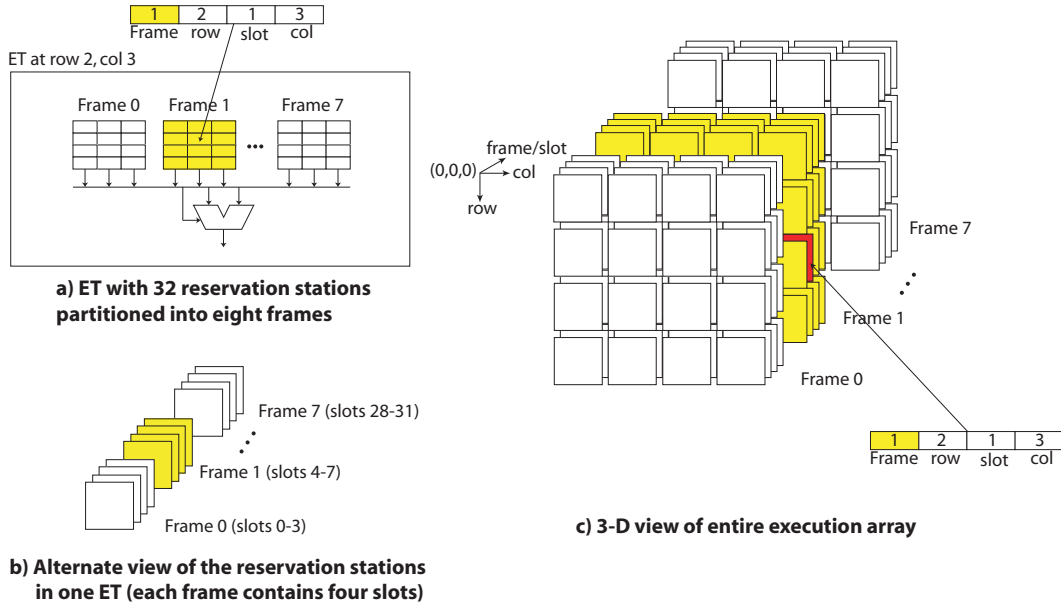 1 2 1 3
Frame row slot col
ET at row 2, col 3
Frame 0 Frame 1 Frame 7
a) ET with 32 reservation stations
partitioned into eight frames
Frame 7 (slots 28-31)
Frame 1 (slots 4-7)
Frame 0 (slots 0-3)
b) Alternate view of the reservation stations
in one ET (each frame contains four slots)
frame/slot
(0,0,0)
col
row
Frame 7
Frame 1
Frame 0
1 2 1 3
Frame row slot col
c) 3-D view of entire execution array